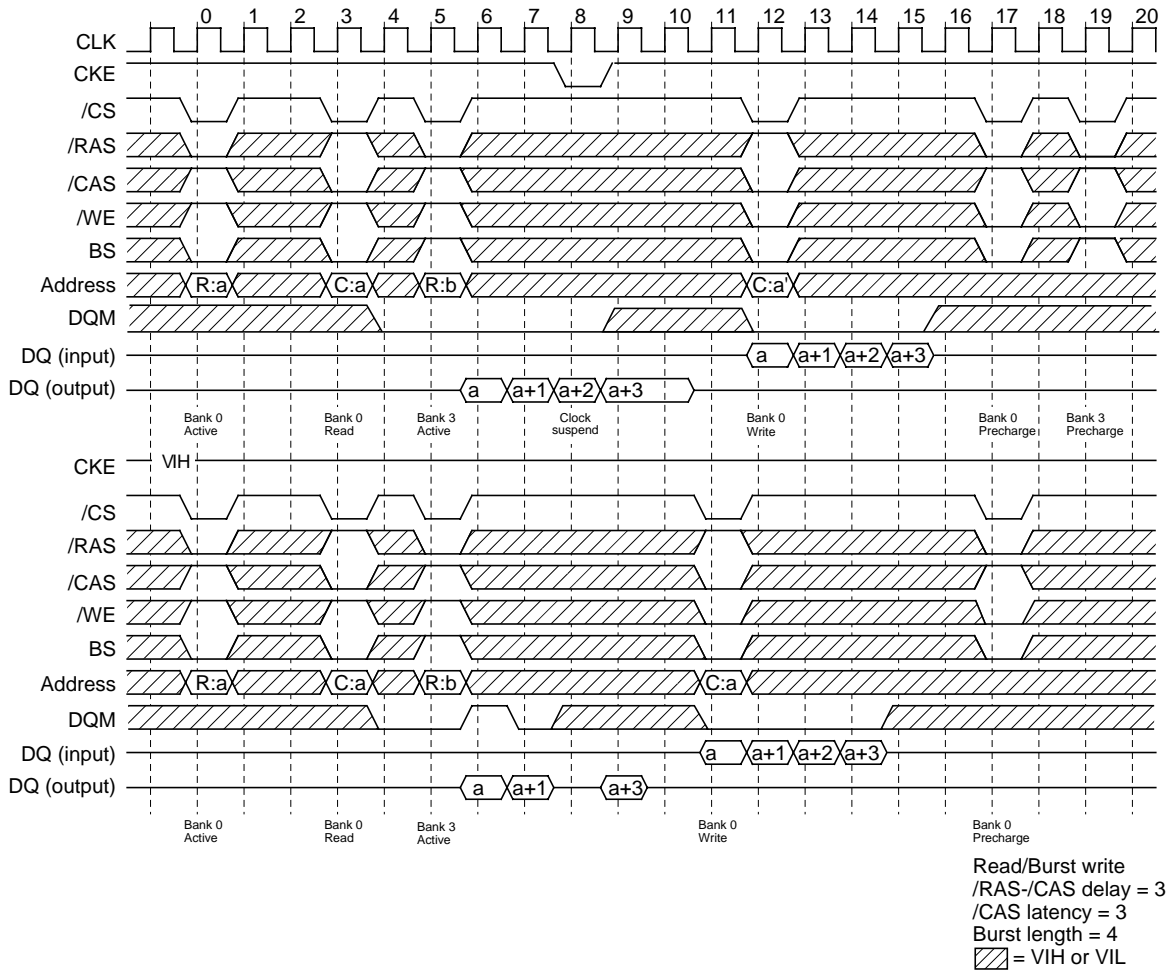 0 1 2 3 4 5 6 7 8 9 10 11 12 13 14 15 16 17 18 19 20
CLK
CKE
/CS
/RAS
/CAS
/WE
BS
Address R:a C:a R:b C:a'
DQM
DQ (input) a a+1 a+2 a+3
DQ (output) a a+1 a+2 a+3
Bank 0 Bank 0 Bank 3 Clock Bank 0 Bank 0 Bank 3
Active Read Active suspend Write Precharge Precharge
CKE VIH
/CS
/RAS
/CAS
/WE
BS
Address R:a C:a R:b C:a
DQM
DQ (input) a a+1 a+2 a+3
DQ (output) a a+1 a+3
Bank 0 Bank 0 Bank 3 Bank 0 Bank 0
Active Read Active Write Precharge
Read/Burst write
/RAS-/CAS delay = 3
/CAS latency = 3
Burst length = 4
= VIH or VIL